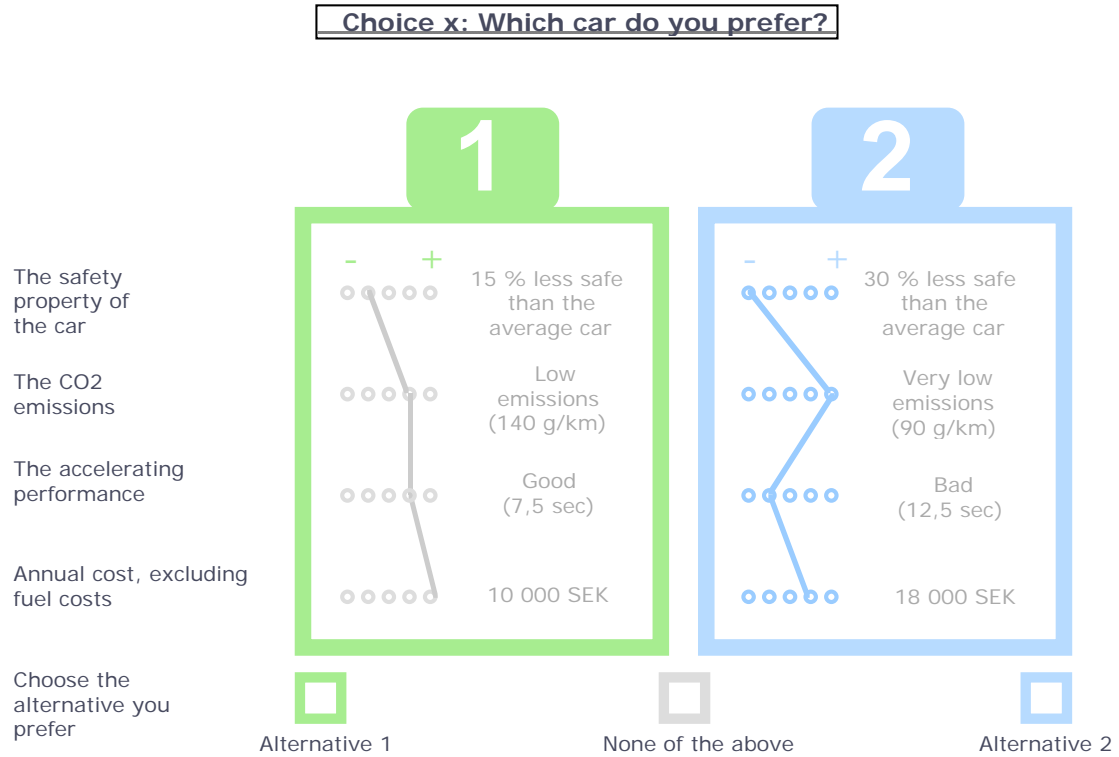 Choice x: Which car do you prefer?
1
2
- +
- +
The safety
property of
the car
15 % less safe
than the
average car
30 % less safe
than the
average car
The CO2
emissions
Low
emissions
(140 g/km)
Very low
emissions
(90 g/km)
The accelerating
performance
Good
(7,5 sec)
Bad
(12,5 sec)
Annual cost, excluding
fuel costs
10 000 SEK
18 000 SEK
Choose the
alternative you
prefer
Alternative 1
None of the above
Alternative 2